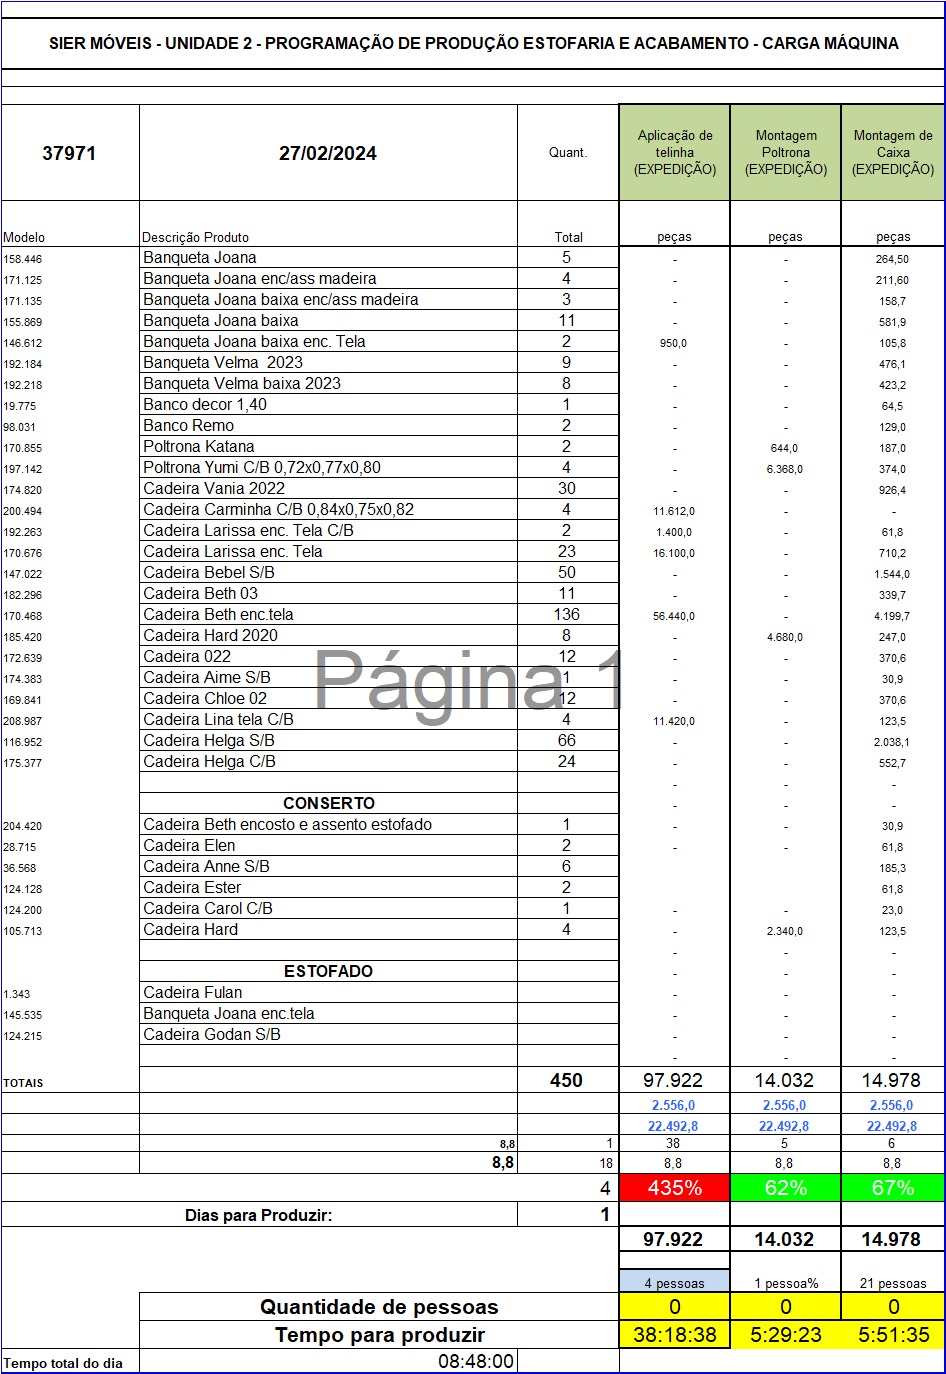 SIER MÓVEIS - UNIDADE 2 - PROGRAMAÇÃO DE PRODUÇÃO ESTOFARIA E ACABAMENTO - CARGA MÁQUINA
37971 27/02/2024 Quant. Aplicação de telinha (EXPEDIÇÃO) Montagem Poltrona (EXPEDIÇÃO) Montagem de Caixa (EXPEDIÇÃO)
Modelo Descrição Produto Total peças peças peças
158.446 Banqueta Joana 5 - - 264,50
171.125 Banqueta Joana enc/ass madeira 4 - - 211,60
171.135 Banqueta Joana baixa enc/ass madeira 3 - - 158,7
155.869 Banqueta Joana baixa 11 - - 581,9
146.612 Banqueta Joana baixa enc. Tela 2 950,0 - 105,8
192.184 Banqueta Velma 2023 9 - - 476,1
192.218 Banqueta Velma baixa 2023 8 - - 423,2
19.775 Banco decor 1,40 1 - - 64,5
98.031 Banco Remo 2 - - 129,0
170.855 Poltrona Katana 2 - 644,0 187,0
197.142 Poltrona Yumi C/B 0,72x0,77x0,80 4 - 6.368,0 374,0
174.820 Cadeira Vania 2022 30 - - 926,4
200.494 Cadeira Carminha C/B 0,84x0,75x0,82 4 11.612,0 - -
192.263 Cadeira Larissa enc. Tela C/B 2 1.400,0 - 61,8
170.676 Cadeira Larissa enc. Tela 23 16.100,0 - 710,2
147.022 Cadeira Bebel S/B 50 - - 1.544,0
182.296 Cadeira Beth 03 11 - - 339,7
170.468 Cadeira Beth enc.tela 136 56.440,0 - 4.199,7
185.420 Cadeira Hard 2020 8 - 4.680,0 247,0
172.639 Cadeira 022 12 - - 370,6
174.383 Cadeira Aime S/B 1 - - 30,9
Página 1
169.841 Cadeira Chloe 02 12 - - 370,6
208.987 Cadeira Lina tela C/B 4 11.420,0 - 123,5
116.952 Cadeira Helga S/B 66 - - 2.038,1
175.377 Cadeira Helga C/B 24 - - 552,7
- - -
CONSERTO - - -
204.420 Cadeira Beth encosto e assento estofado 1 - - 30,9
28.715 Cadeira Elen 2 - - 61,8
36.568 Cadeira Anne S/B 6 185,3
124.128 Cadeira Ester 2 61,8
124.200 Cadeira Carol C/B 1 - - 23,0
105.713 Cadeira Hard 4 - 2.340,0 123,5
- - -
ESTOFADO - - -
1.343 Cadeira Fulan - - -
145.535 Banqueta Joana enc.tela - - -
124.215 Cadeira Godan S/B - - -
- - -
TOTAIS 450 97.922 14.032 14.978
2.556,0 2.556,0 2.556,0
22.492,8 22.492,8 22.492,8
8,8 1 38 5 6
8,8 18 8,8 8,8 8,8
4 435% 62% 67%
Dias para Produzir: 1
97.922 14.032 14.978
4 pessoas 1 pessoa% 21 pessoas
Quantidade de pessoas 0 0 0
Tempo para produzir 38:18:38 5:29:23 5:51:35
Tempo total do dia 08:48:00